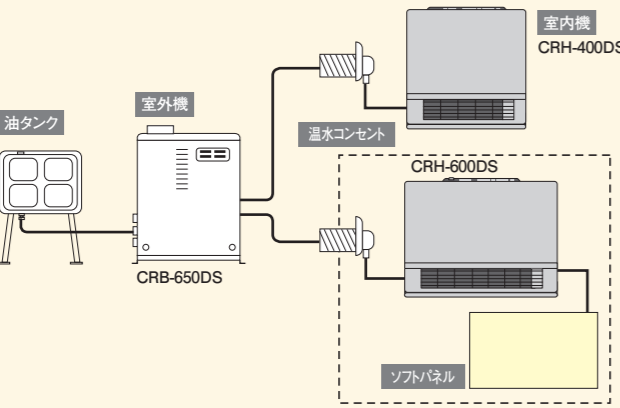 室内機
CRH-400DS
油タンク
室外機
温水コンセント
CRH-600DS
CRB-650DS
ソフトパネル